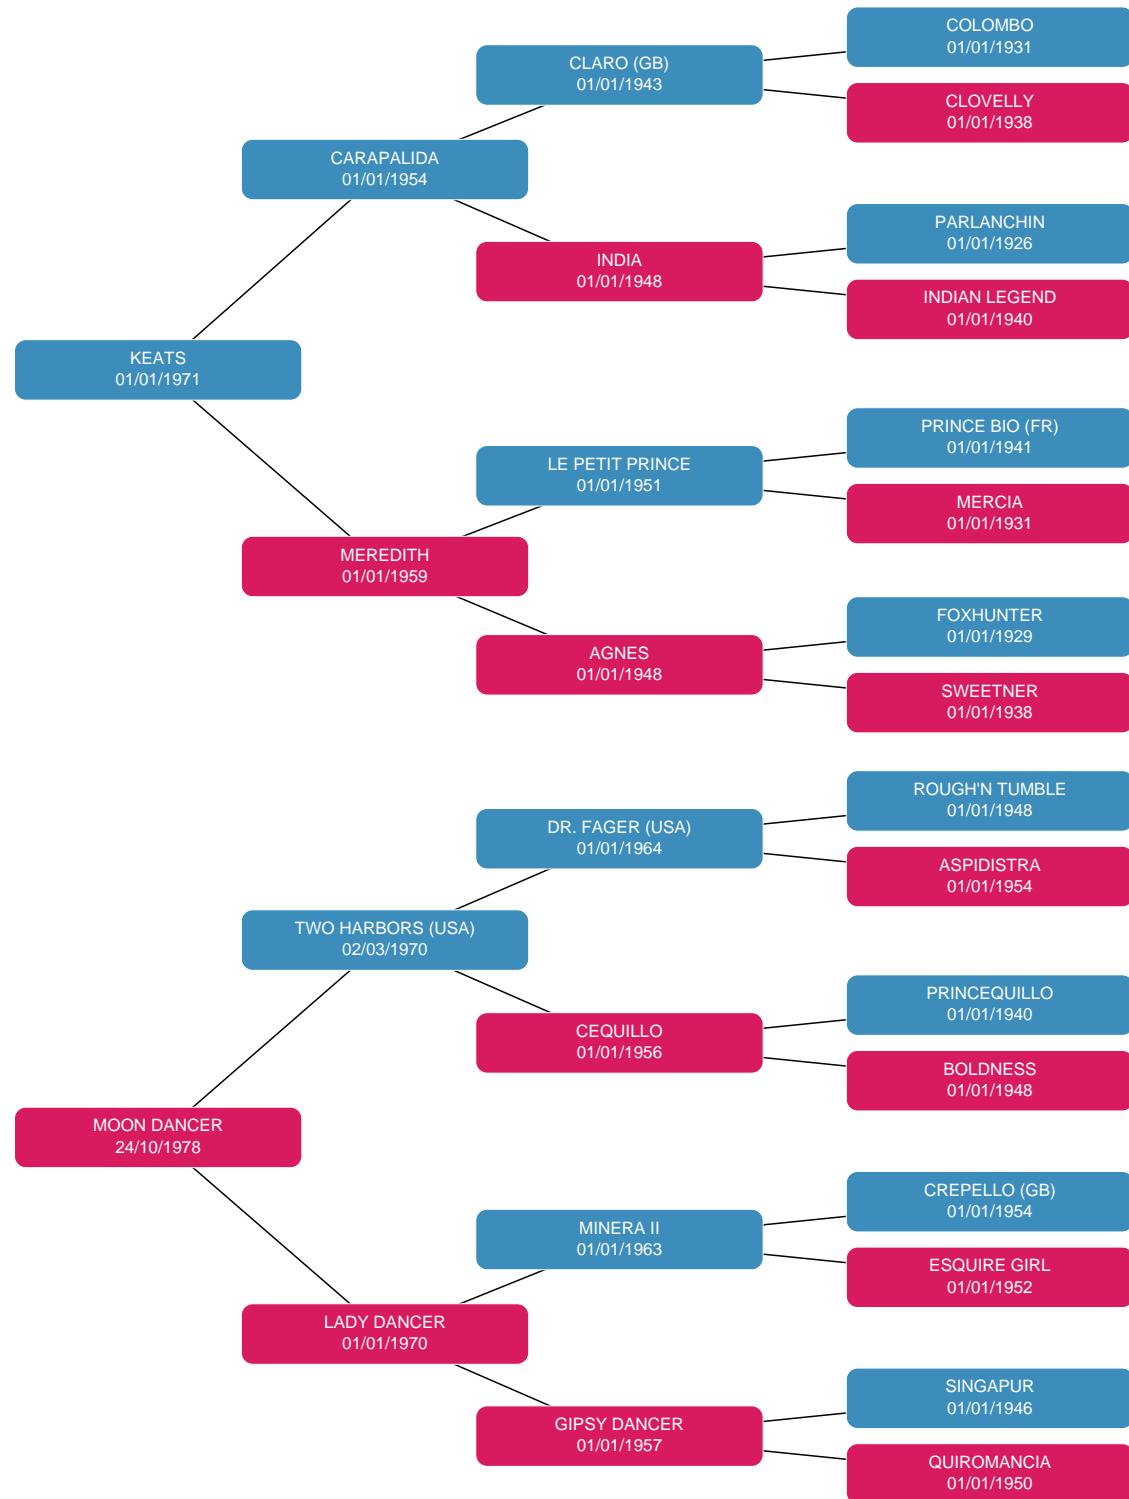 COLOMBO
01/01/1931
CLARO (GB)
01/01/1943
CLOVELLY
01/01/1938
CARAPALIDA
01/01/1954
PARLANCHIN
01/01/1926
INDIA
01/01/1948
INDIAN LEGEND
01/01/1940
KEATS
01/01/1971
PRINCE BIO (FR)
01/01/1941
LE PETIT PRINCE
01/01/1951
MERCIA
01/01/1931
MEREDITH
01/01/1959
FOXHUNTER
01/01/1929
AGNES
01/01/1948
SWEETNER
01/01/1938
ROUGH'N TUMBLE
01/01/1948
DR. FAGER (USA)
01/01/1964
ASPIDISTRA
01/01/1954
TWO HARBORS (USA)
02/03/1970
PRINCEQUILLO
01/01/1940
CEQUILLO
01/01/1956
BOLDNESS
01/01/1948
MOON DANCER
24/10/1978
CREPELLO (GB)
01/01/1954
MINERA II
01/01/1963
ESQUIRE GIRL
01/01/1952
LADY DANCER
01/01/1970
SINGAPUR
01/01/1946
GIPSY DANCER
01/01/1957
QUIROMANCIA
01/01/1950